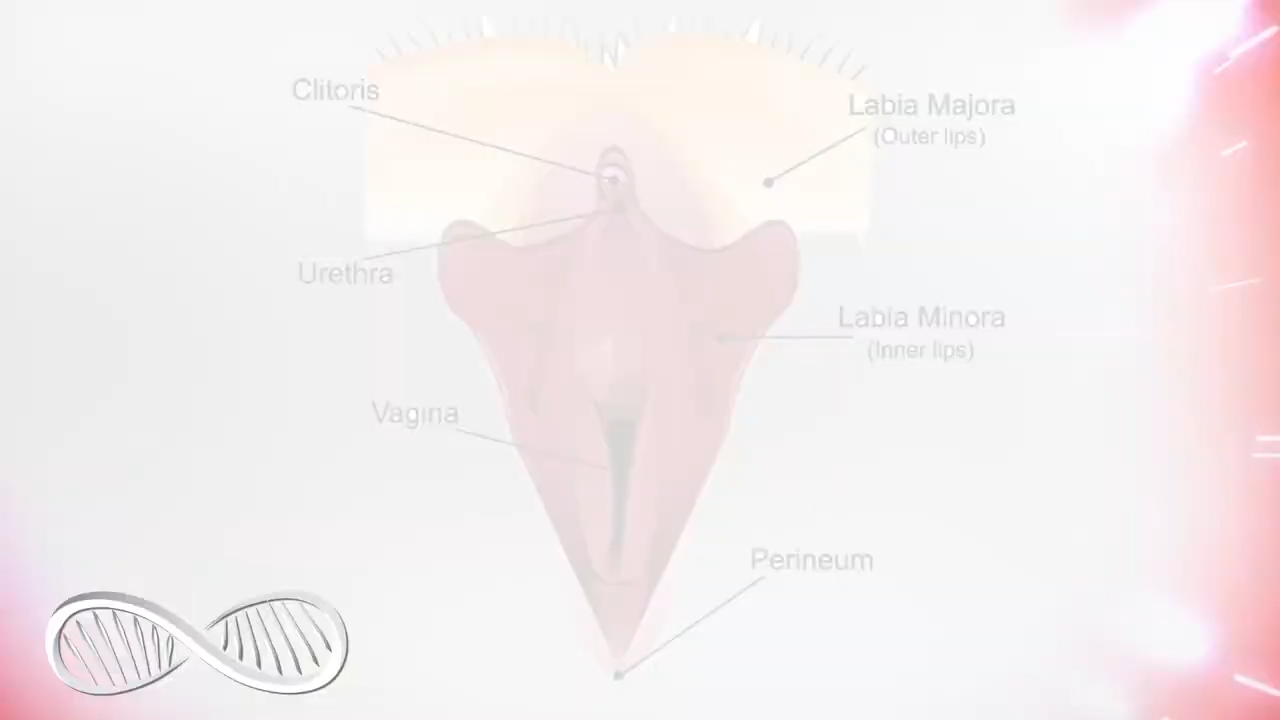 Clitoris
Labia Majora
(Outer lips)
Urethra
Labia Minora
(Inner lips)
Vagina
Perineum